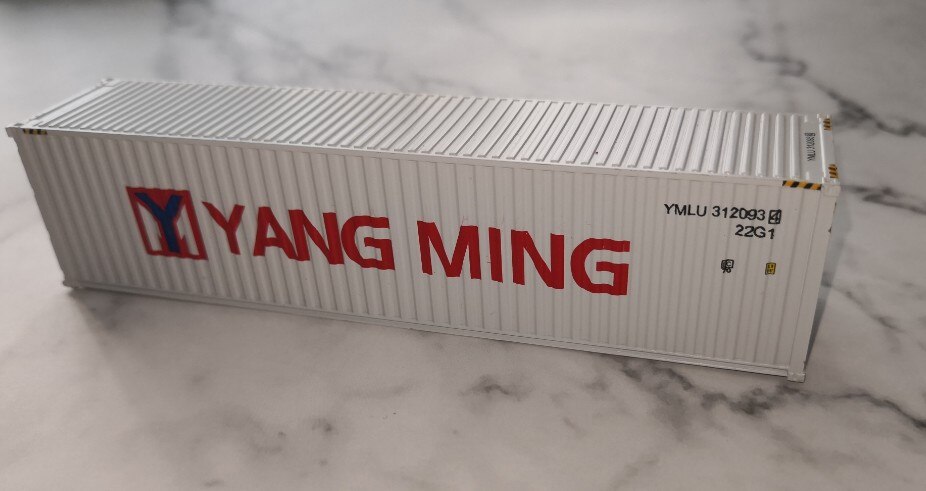 YANG MING
YMLU 312093 4
22G1